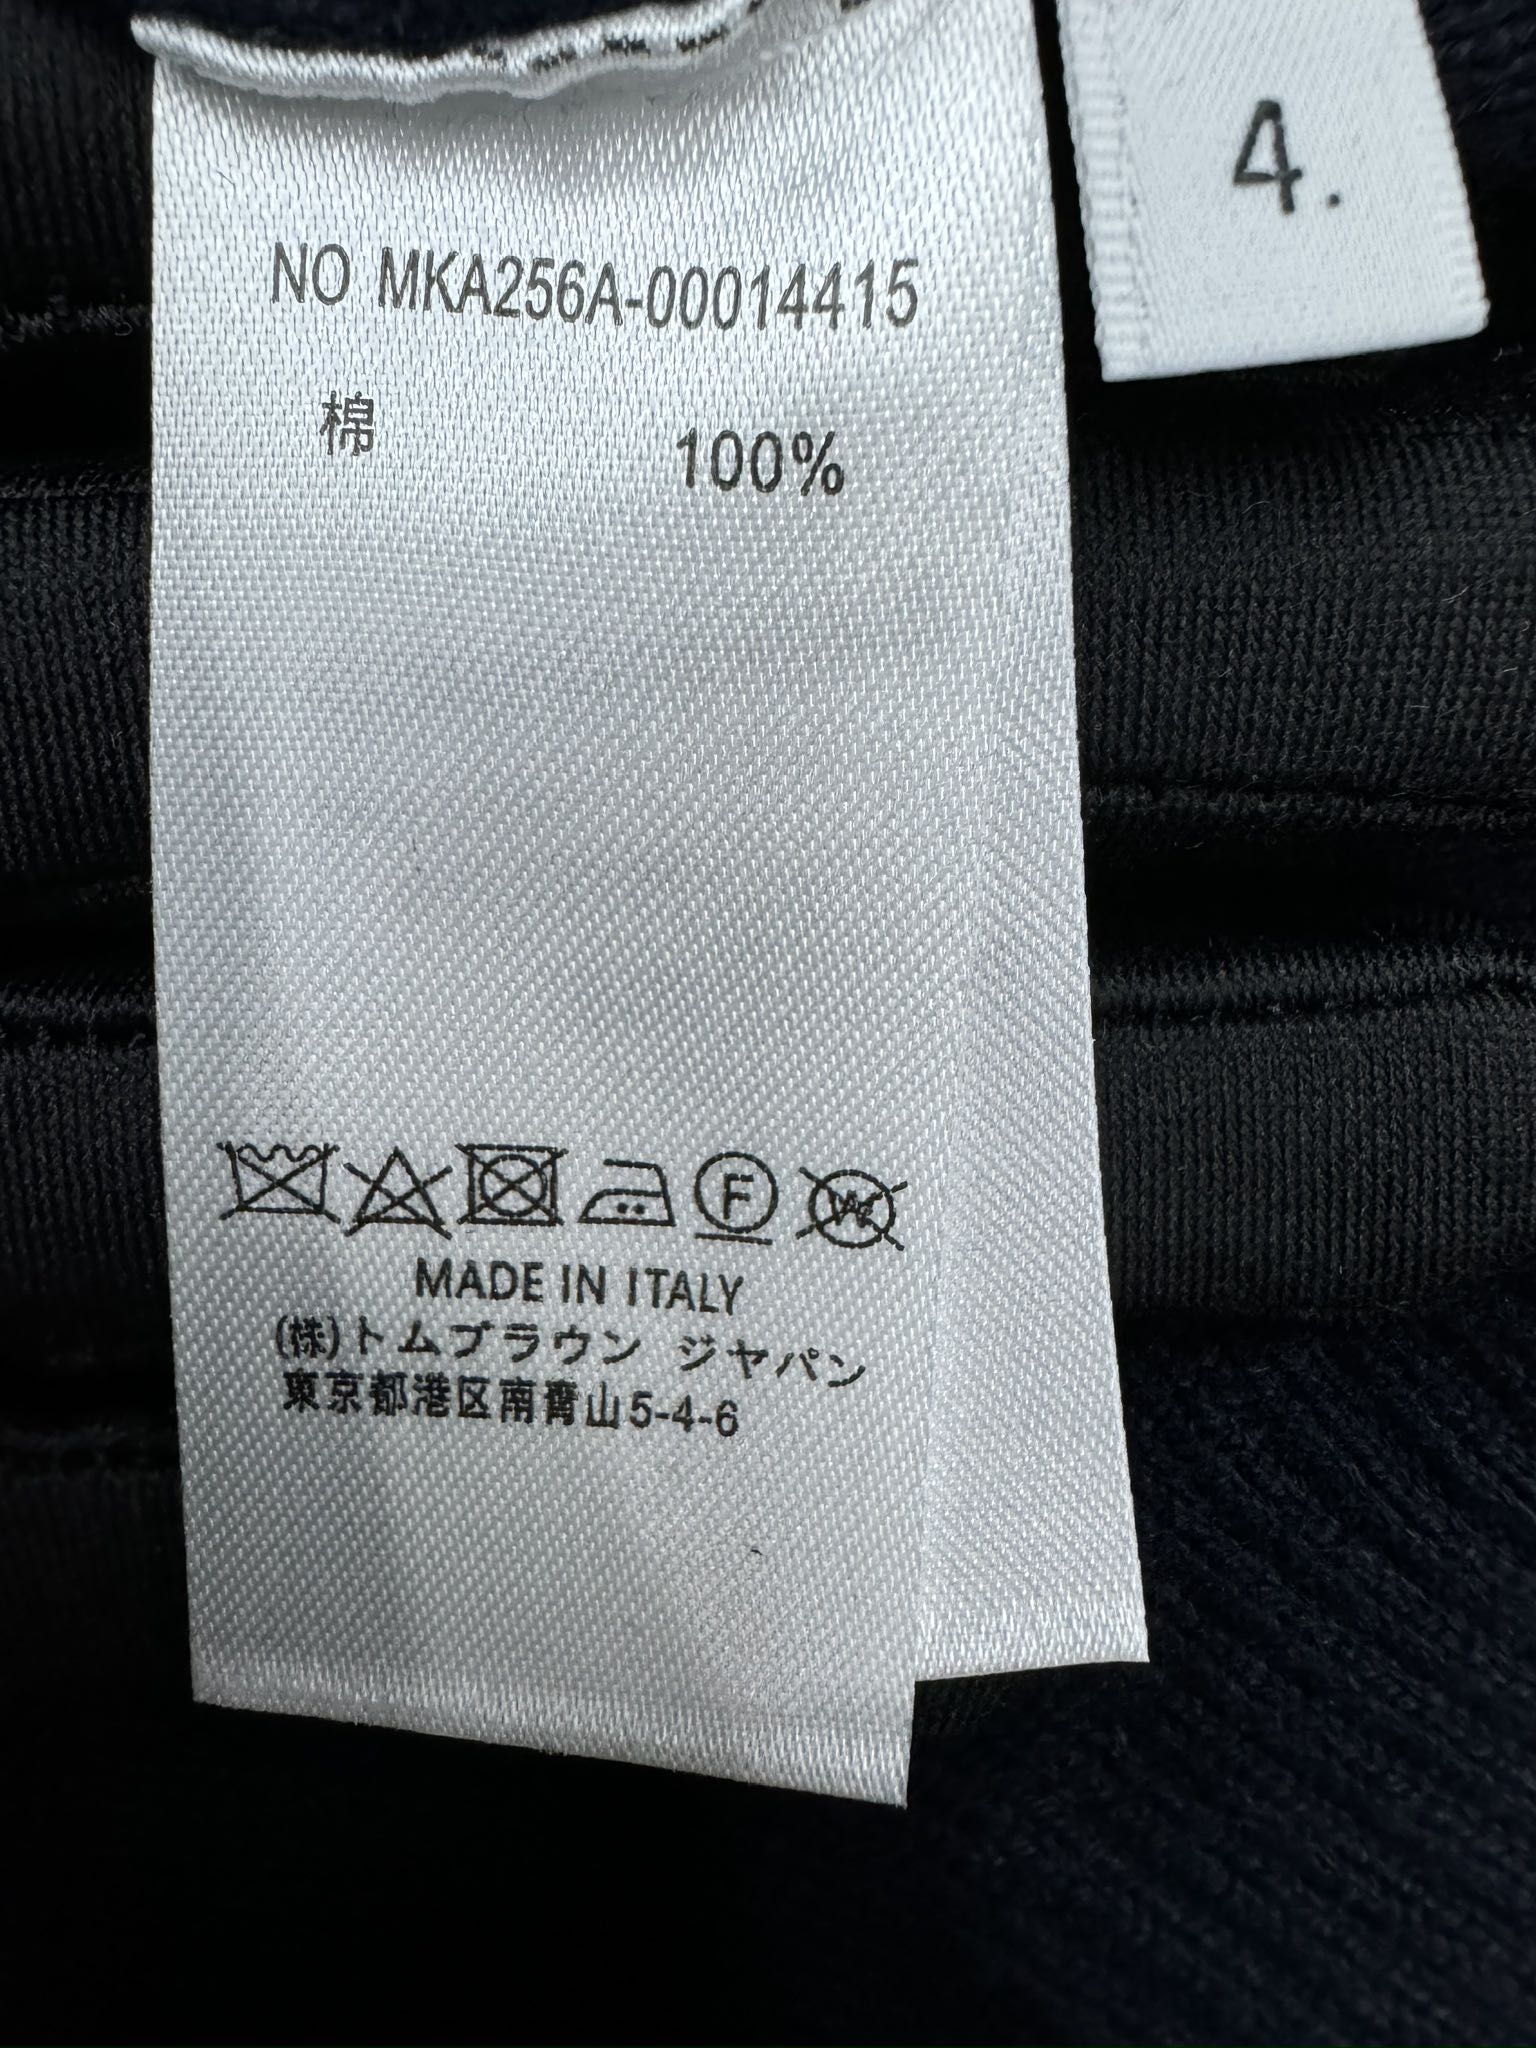 4.
NO MKA256A-00014415
棉 100%
F
W
MADE IN ITALY
(株)トムブラウン ジャパン
東京都港区南青山5-4-6